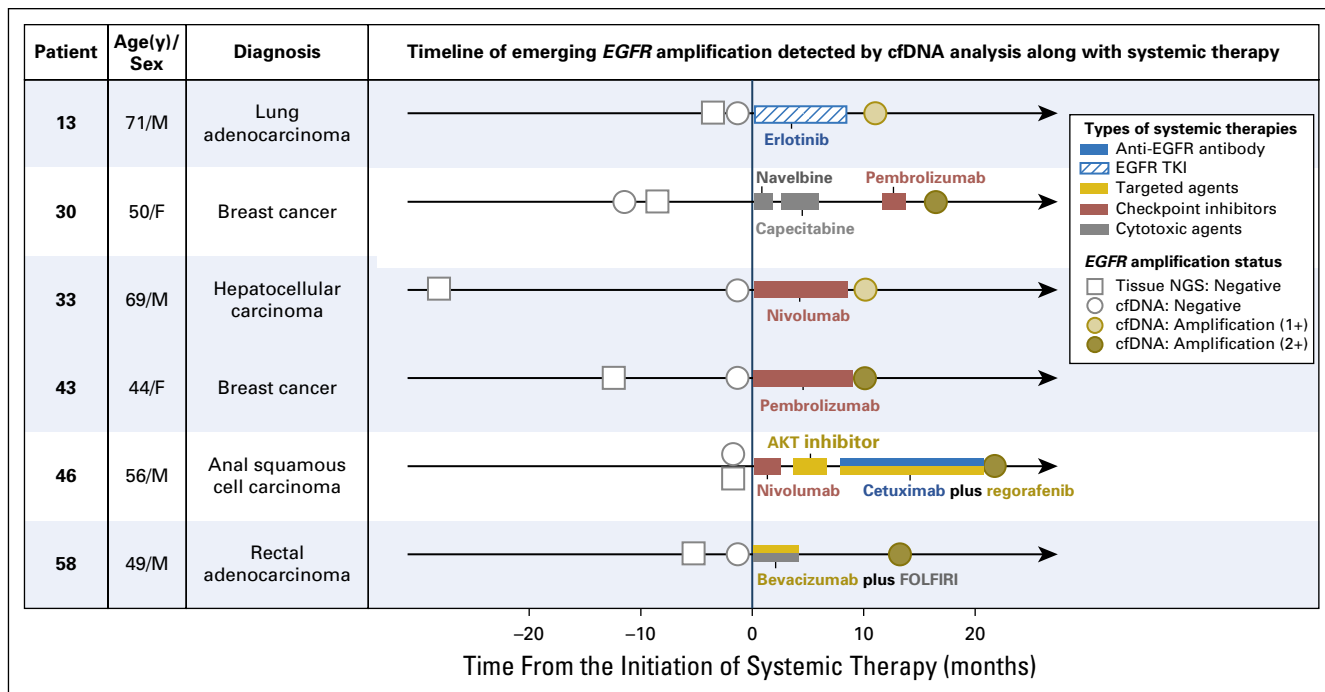 Patient
Age(y)/
Sex
Diagnosis
Timeline of emerging EGFR amplification detected by cfDNA analysis along with systemic therapy
13
71/M
Lung
adenocarcinoma
Erlotinib
30
50/F
Breast cancer
Navelbine
Pembrolizumab
Capecitabine
33
69/M
Hepatocellular
carcinoma
Nivolumab
43
44/F
Breast cancer
Pembrolizumab
46
56/M
Anal squamous
cell carcinoma
AKT inhibitor
Nivolumab
Cetuximab plus regorafenib
58
49/M
Rectal
adenocarcinoma
Bevacizumab plus FOLFIRI
Types of systemic therapies
Anti-EGFR antibody
EGFR TKI
Targeted agents
Checkpoint inhibitors
Cytotoxic agents
EGFR amplification status
Tissue NGS: Negative
cfDNA: Negative
cfDNA: Amplification (1+)
cfDNA: Amplification (2+)
−20
−10
0
10
20
Time From the Initiation of Systemic Therapy (months)